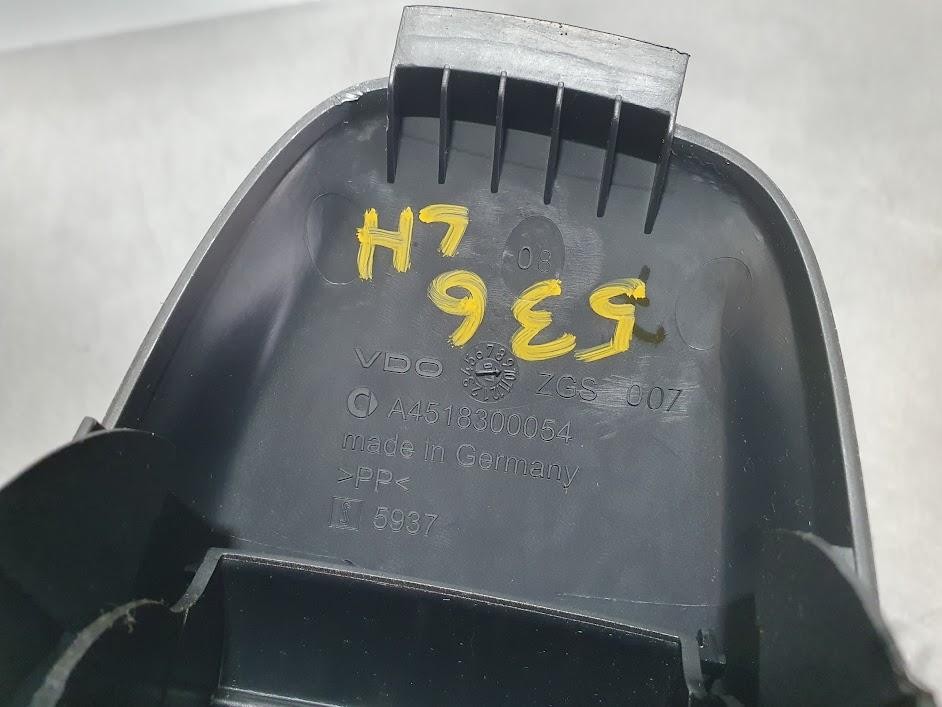 H7
08
536
VDO ZGS 007
A4518300054
made in Germany
>PP<
5937